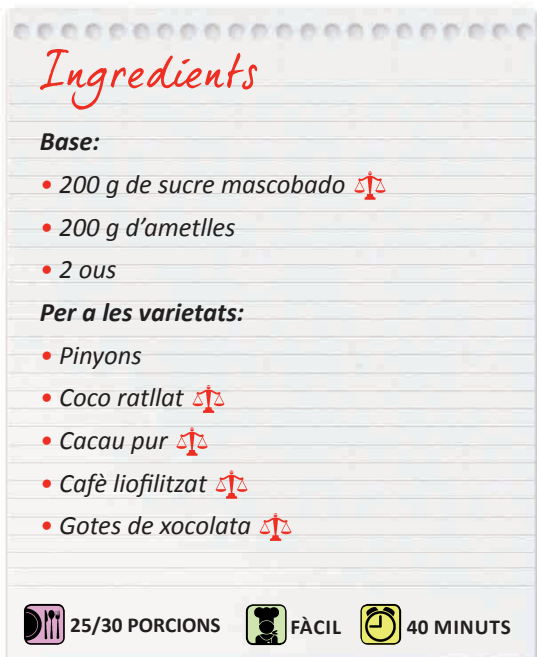 Ingredients
Base:
• 200 g de sucre mascobado
• 200 g d’ametlles
• 2 ous
Per a les varietats:
• Pinyons
• Coco ratllat
• Cacau pur
• Cafè liofilitzat
• Gotes de xocolata
25/30 PORCIONS FÀCIL 40 MINUTS